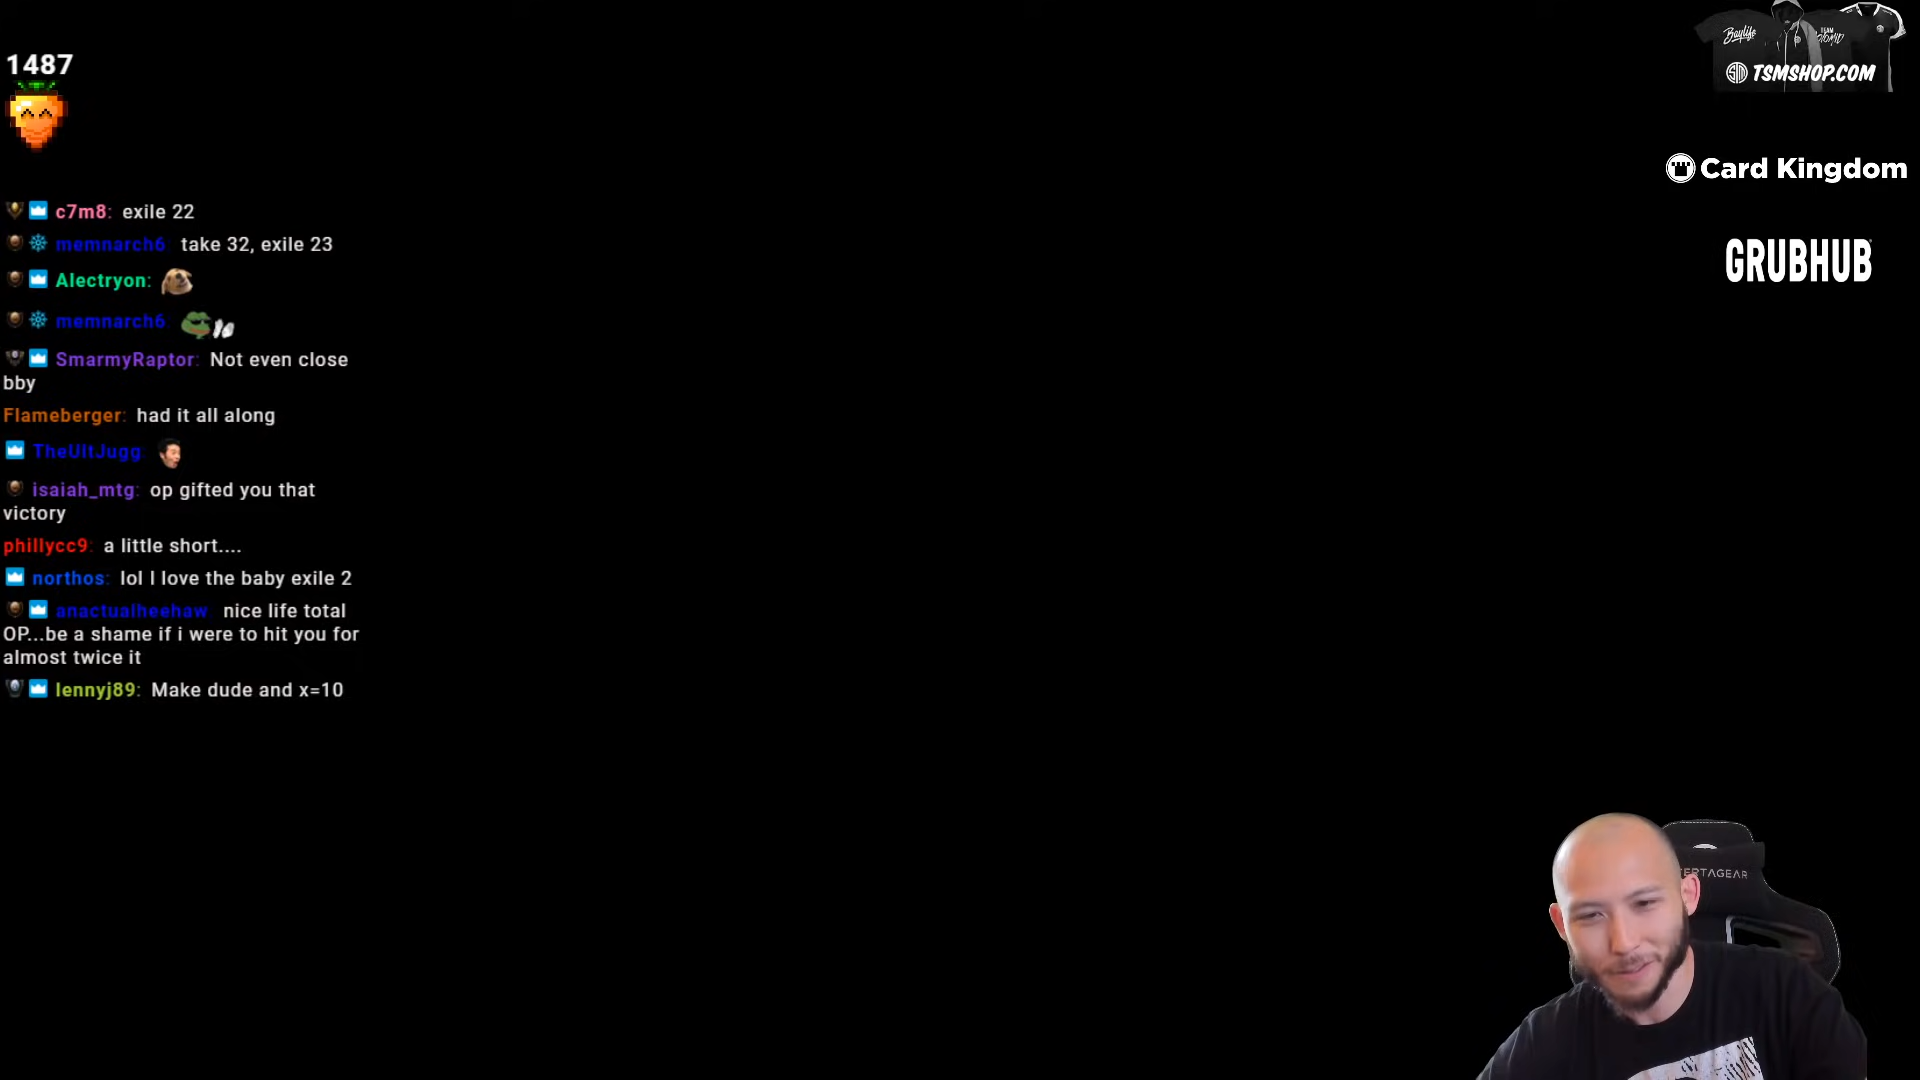 1487
c7m8: exile 22
memnarch6: take 32, exile 23
Alectryon:
memnarch6:
SmarmyRaptor: Not even close
bby
Flameberger: had it all along
TheUltJugg:
isaiah_mtg: op gifted you that
victory
phillycc9: a little short....
northos: lol I love the baby exile 2
anactualheehaw: nice life total
OP...be a shame if i were to hit you for
almost twice it
lennyj89: Make dude and x=10
Baylife
TEAM
TSMSHOP.COM
Card Kingdom
GRUBHUB